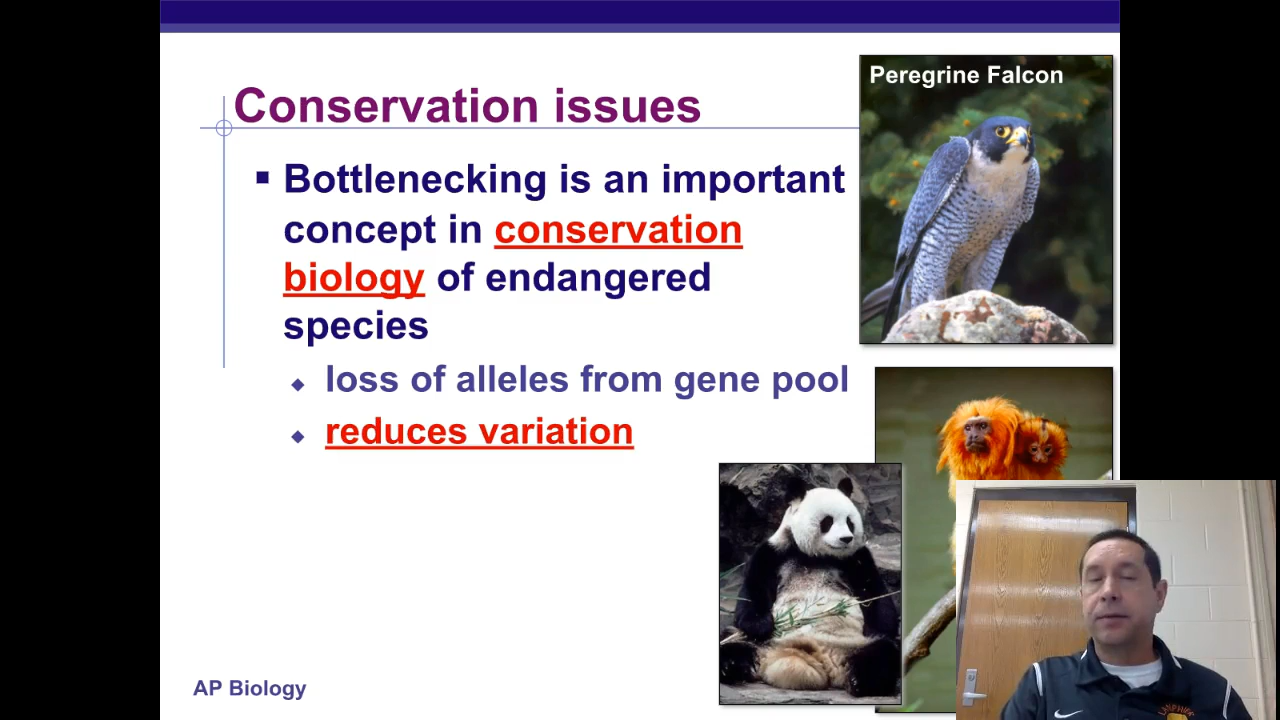 Peregrine Falcon
Conservation issues
Bottlenecking is an important
concept in conservation
biology of endangered
species
loss of alleles from gene pool
reduces variation
AP Biology